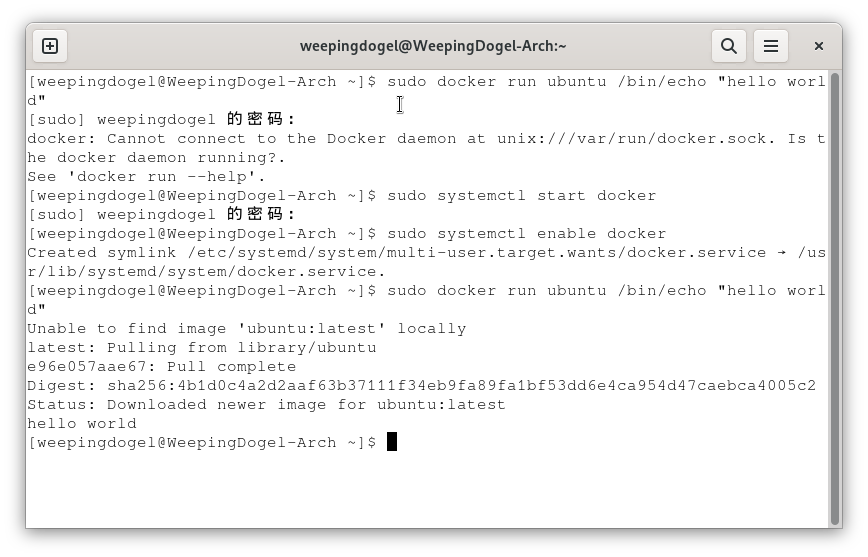 weepingdogel@WeepingDogel-Arch:~
[weepingdogel@WeepingDogel-Arch ~]$ sudo docker run ubuntu /bin/echo "hello worl
d"
[sudo] weepingdogel 的密码：
docker: Cannot connect to the Docker daemon at unix:///var/run/docker.sock. Is t
he docker daemon running?.
See 'docker run --help'.
[weepingdogel@WeepingDogel-Arch ~]$ sudo systemctl start docker
[sudo] weepingdogel 的密码：
[weepingdogel@WeepingDogel-Arch ~]$ sudo systemctl enable docker
Created symlink /etc/systemd/system/multi-user.target.wants/docker.service → /us
r/lib/systemd/system/docker.service.
[weepingdogel@WeepingDogel-Arch ~]$ sudo docker run ubuntu /bin/echo "hello worl
d"
Unable to find image 'ubuntu:latest' locally
latest: Pulling from library/ubuntu
e96e057aae67: Pull complete
Digest: sha256:4b1d0c4a2d2aaf63b37111f34eb9fa89fa1bf53dd6e4ca954d47caebca4005c2
Status: Downloaded newer image for ubuntu:latest
hello world
[weepingdogel@WeepingDogel-Arch ~]$